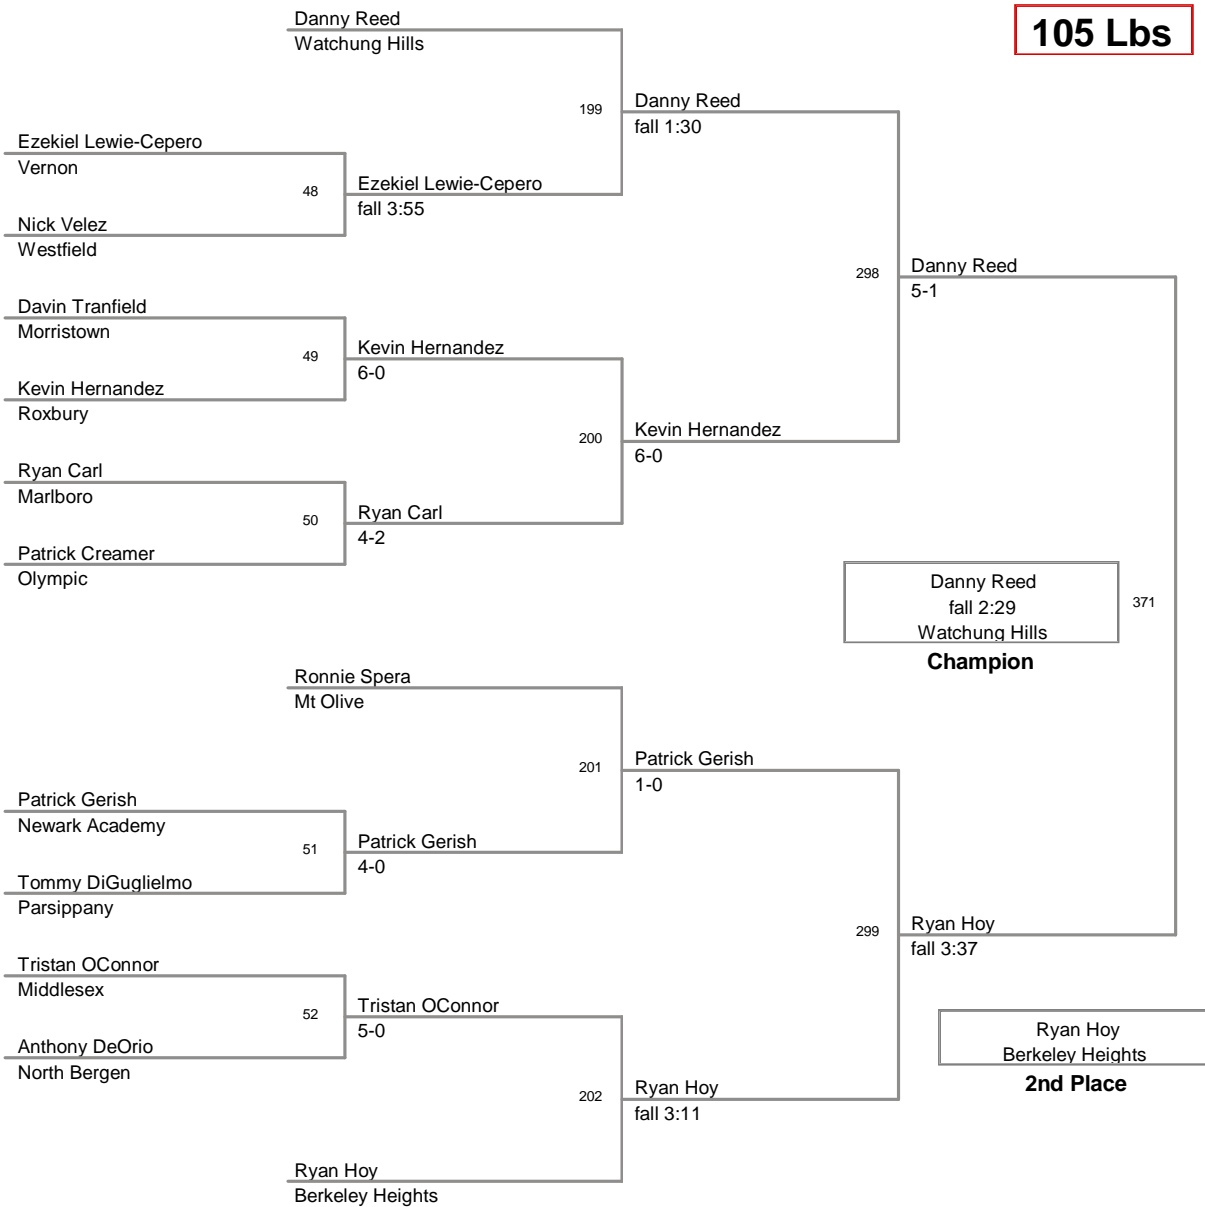 Danny Reed
Watchung Hills
105 Lbs
199
Danny Reed
fall 1:30
Ezekiel Lewie-Cepero
Vernon
48
Ezekiel Lewie-Cepero
fall 3:55
Nick Velez
Westfield
298
Danny Reed
5-1
Davin Tranfield
Morristown
49
Kevin Hernandez
6-0
Kevin Hernandez
Roxbury
200
Kevin Hernandez
6-0
Ryan Carl
Marlboro
50
Ryan Carl
4-2
Patrick Creamer
Olympic
Danny Reed
fall 2:29
Watchung Hills
371
Champion
Ronnie Spera
Mt Olive
201
Patrick Gerish
1-0
Patrick Gerish
Newark Academy
51
Patrick Gerish
4-0
Tommy DiGuglielmo
Parsippany
299
Ryan Hoy
fall 3:37
Tristan OConnor
Middlesex
52
Tristan OConnor
5-0
Anthony DeOrio
North Bergen
Ryan Hoy
Berkeley Heights
2nd Place
202
Ryan Hoy
fall 3:11
Ryan Hoy
Berkeley Heights